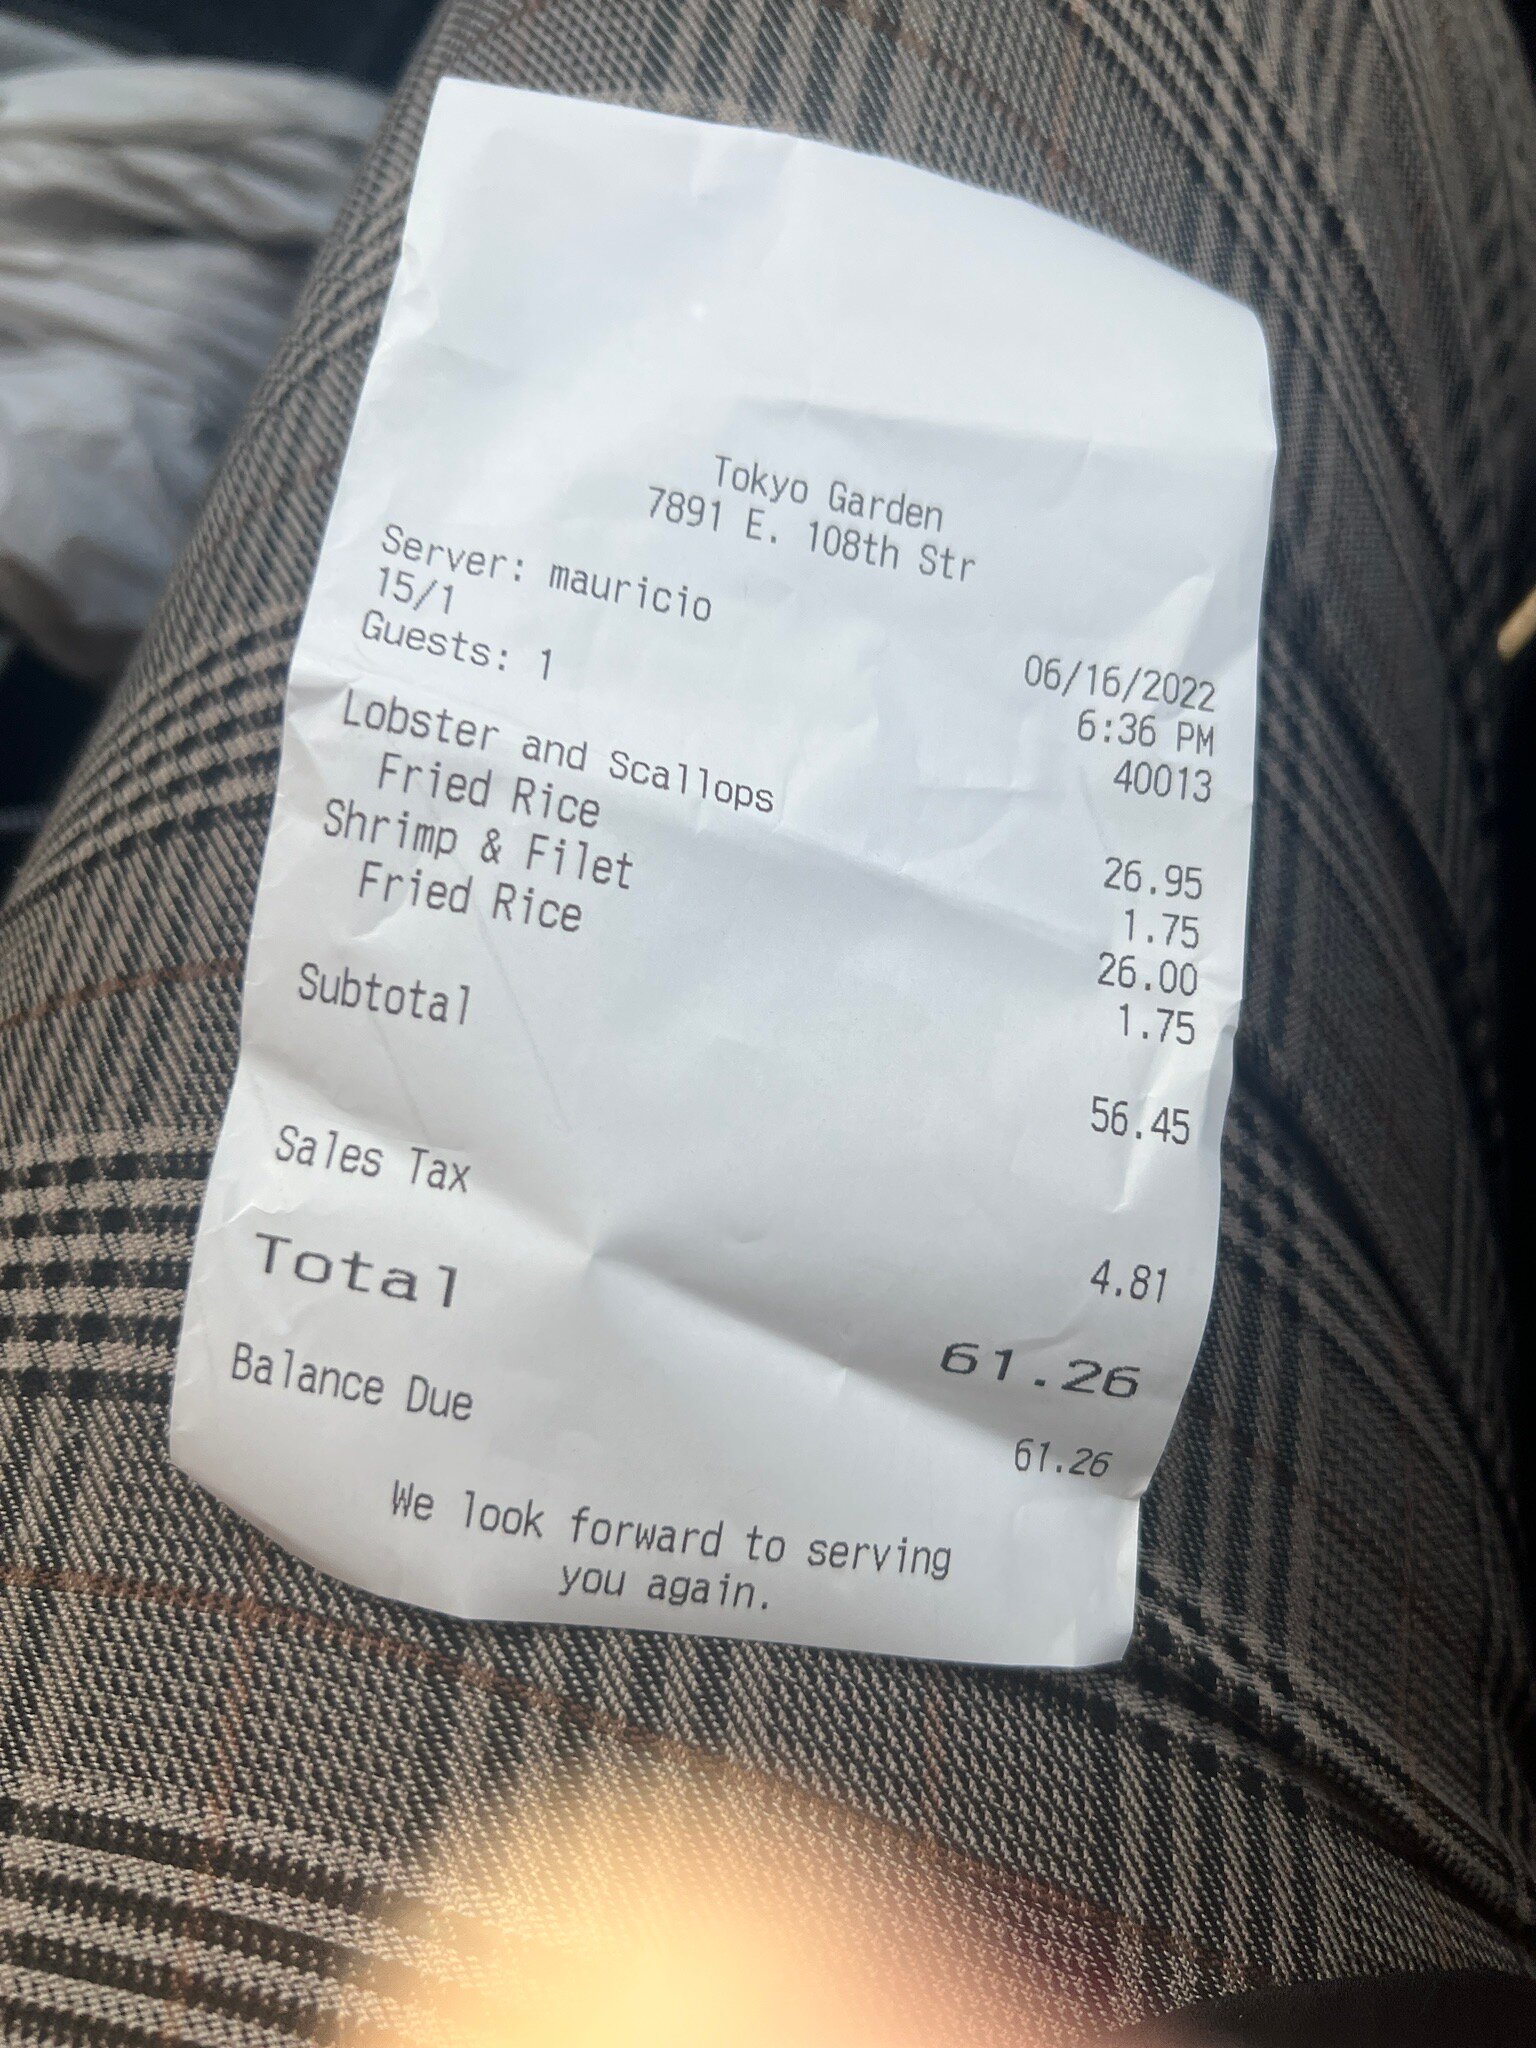 Tokyo Garden
7891 E. 108th Str
Server: mauricio
06/16/2022
15/1
6:36 PM
Guests: 1
40013
Lobster and Scallops 26.95
Fried Rice 1.75
Shrimp & Filet 26.00
Fried Rice 1.75
Subtotal 56.45
Sales Tax 4.81
Total 61.26
Balance Due 61.26
We look forward to serving
you again.